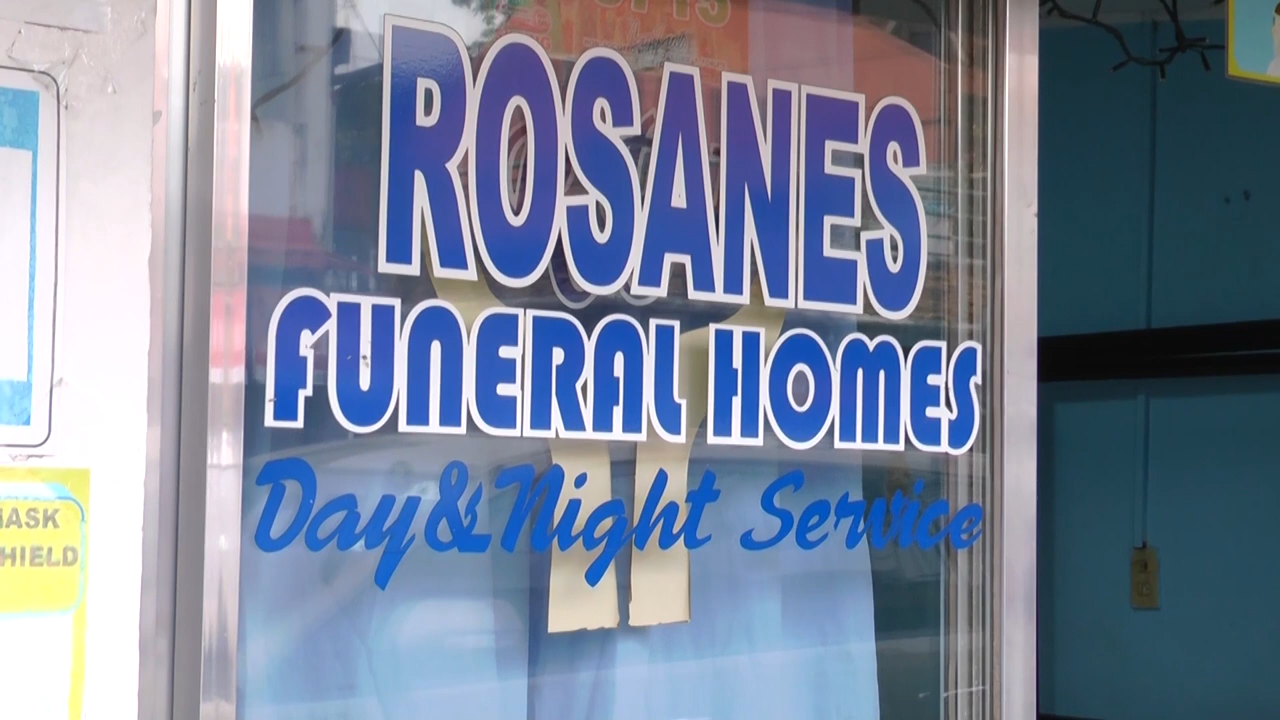 ROSANES
FUNERAL HOMES
Day & Night Service
MASK
SHIELD